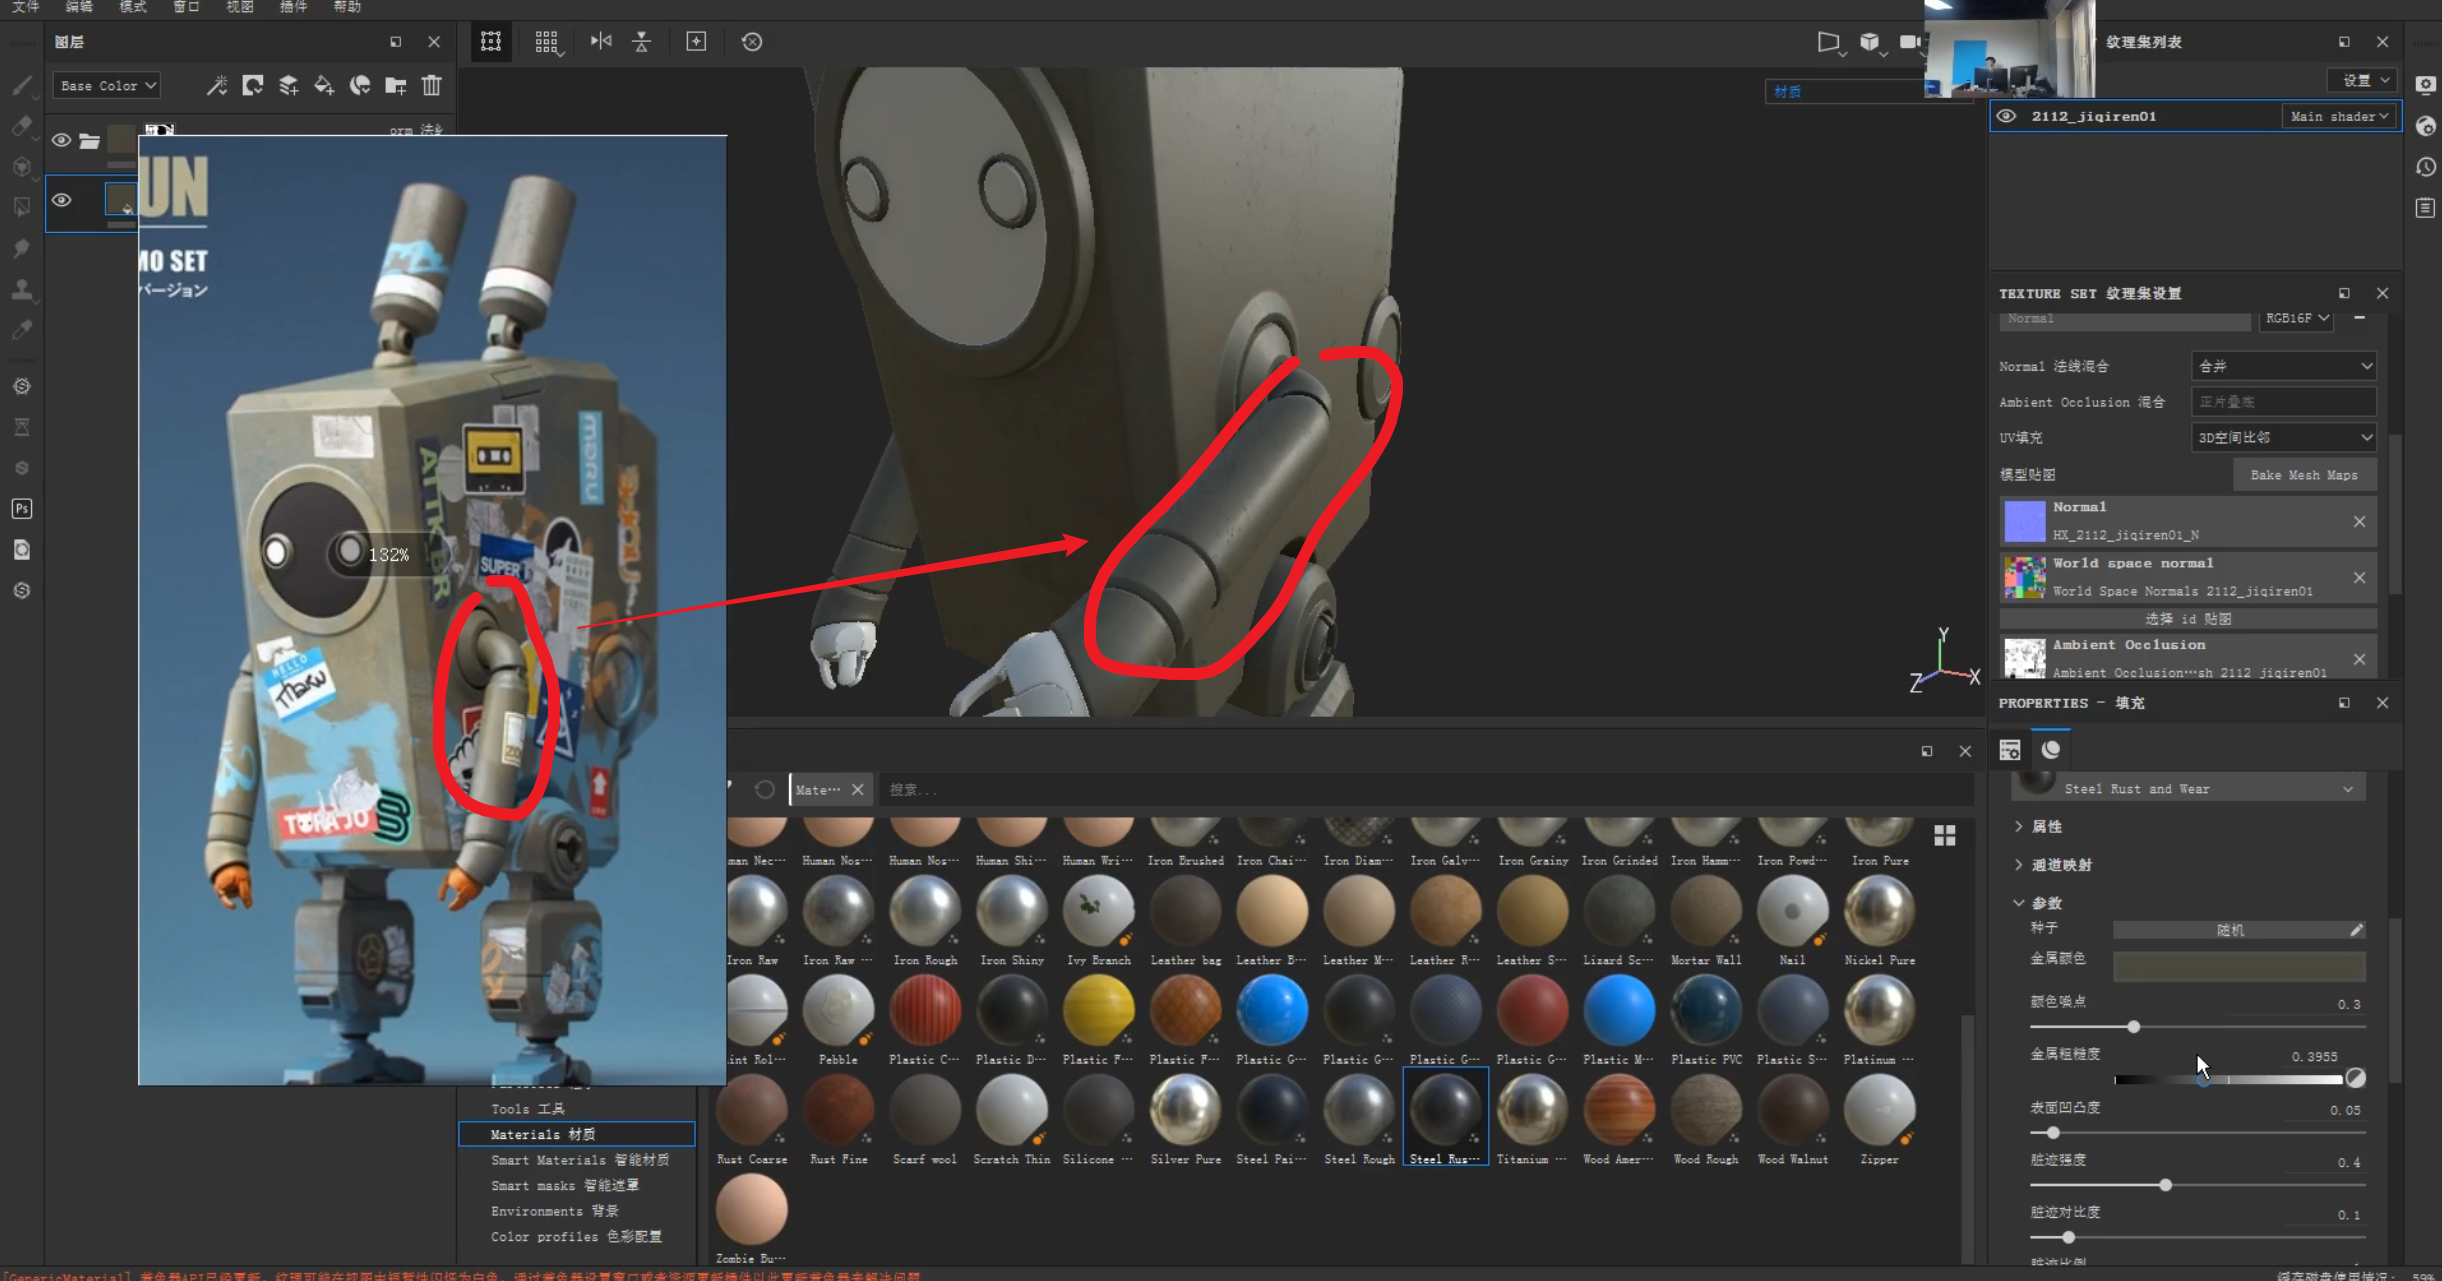 文件 编辑 模式 窗口 视图 插件 帮助
图层
Base Color
UN
MO SET
バージョン
132%
SUPER
HELLO
maru
材质
纹理集列表
设置
2112_jiqiren01
Main shader
TEXTURE SET 纹理集设置
Normal
RGB16F
Normal 法线混合
合并
Ambient Occlusion 混合
正片叠底
UV填充
3D空间比邻
模型贴图
Bake Mesh Maps
Normal
HX_2112_jiqiren01_N
World space normal
World Space Normals 2112_jiqiren01
选择 id 贴图
Ambient Occlusion
Ambient Occlusion…sh 2112_jiqiren01
Y
X
Z
PROPERTIES - 填充
Steel Rust and Wear
属性
通道映射
参数
种子
随机
金属颜色
颜色噪点
0.3
金属粗糙度
0.3955
表面凹凸度
0.05
脏迹强度
0.4
脏迹对比度
0.1
脏迹比例
Mate…
搜索...
man Nec… Human Nos… Human Nos… Human Shi… Human Wri… Iron Brushed Iron Chai… Iron Diam… Iron Galv… Iron Grainy Iron Grinded Iron Hamm… Iron Powd… Iron Pure
Iron Raw Iron Raw … Iron Rough Iron Shiny Ivy Branch Leather bag Leather B… Leather M… Leather R… Leather S… Lizard Sc… Mortar Wall Nail Nickel Pure
int Rol… Pebble Plastic C… Plastic D… Plastic F… Plastic F… Plastic G… Plastic G… Plastic G… Plastic G… Plastic M… Plastic PVC Plastic S… Platinum …
Rust Coarse Rust Fine Scarf wool Scratch Thin Silicone … Silver Pure Steel Pai… Steel Rough Steel Rus… Titanium … Wood Amer… Wood Rough Wood Walnut Zipper
Zombie Bu…
Tools 工具
Materials 材质
Smart Materials 智能材质
Smart masks 智能遮罩
Environments 背景
Color profiles 色彩配置
Ps